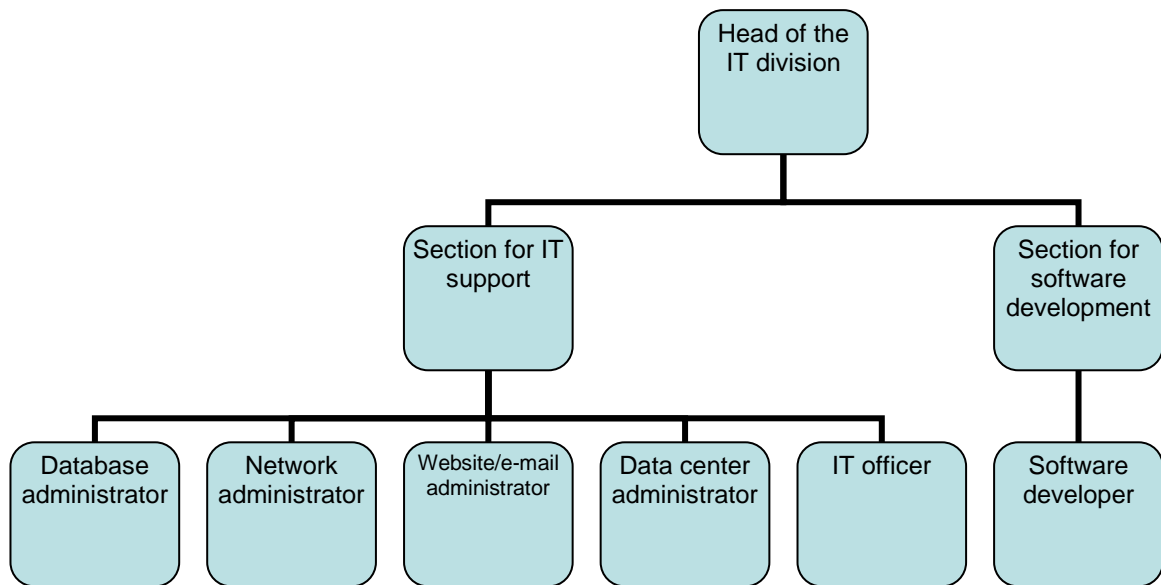 Head of the
IT division
Section for IT
support
Section for
software
development
Database
administrator
Network
administrator
Website/e-mail
administrator
Data center
administrator
IT officer
Software
developer